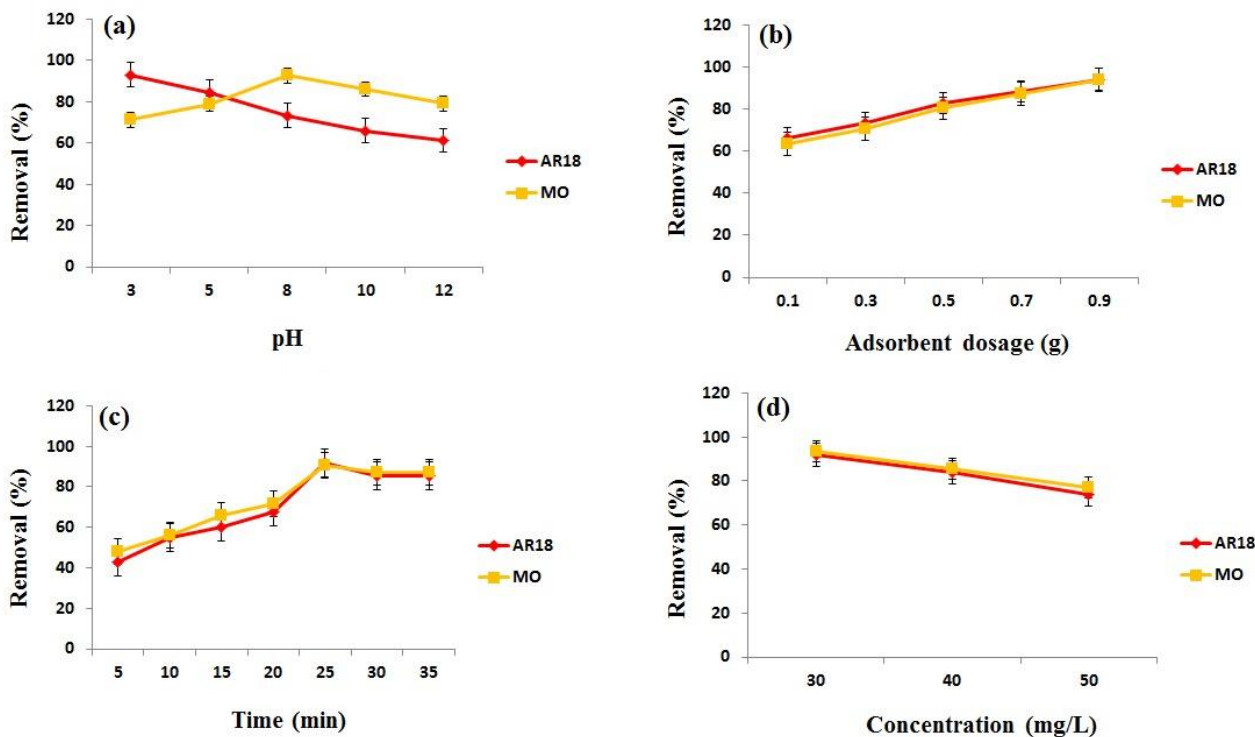 (a)
120
100
80
60
40
20
0
Removal (%)
3 5 8 10 12
pH
AR18
MO
(b)
120
100
80
60
40
20
0
Removal (%)
0.1 0.3 0.5 0.7 0.9
Adsorbent dosage (g)
AR18
MO
(c)
120
100
80
60
40
20
0
Removal (%)
5 10 15 20 25 30 35
Time (min)
AR18
MO
(d)
120
100
80
60
40
20
0
Removal (%)
30 40 50
Concentration (mg/L)
AR18
MO